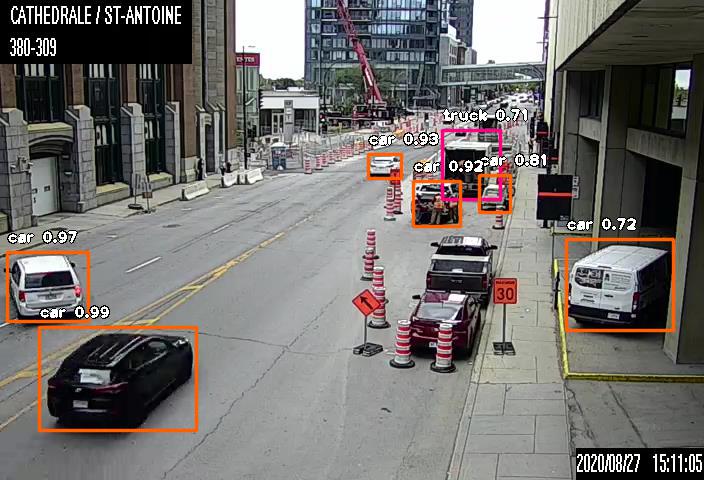 CATHEDRALE / ST-ANTOINE
380-309
truck 0.71
car 0.93
car 0.92
car 0.81
car 0.97
car 0.72
car 0.99
30
2020/08/27 15:11:05